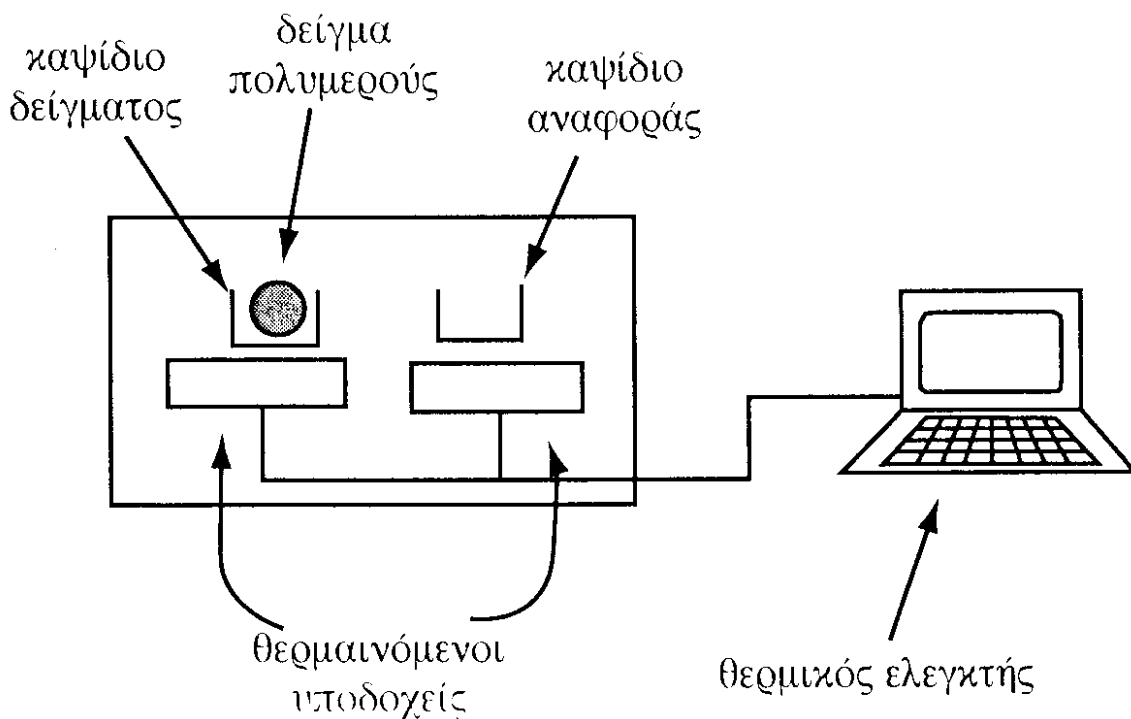 καψίδιο
δείγματος
δείγμα
πολυμερούς
καψίδιο
αναφοράς
θερμαινόμενοι
υποδοχείς
θερμικός ελεγκτής